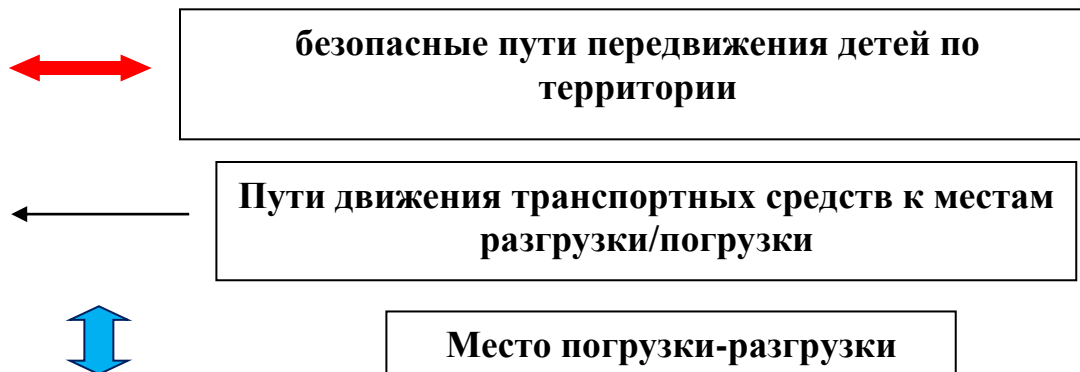 безопасные пути передвижения детей по
территории
Пути движения транспортных средств к местам
разгрузки/погрузки
Место погрузки-разгрузки